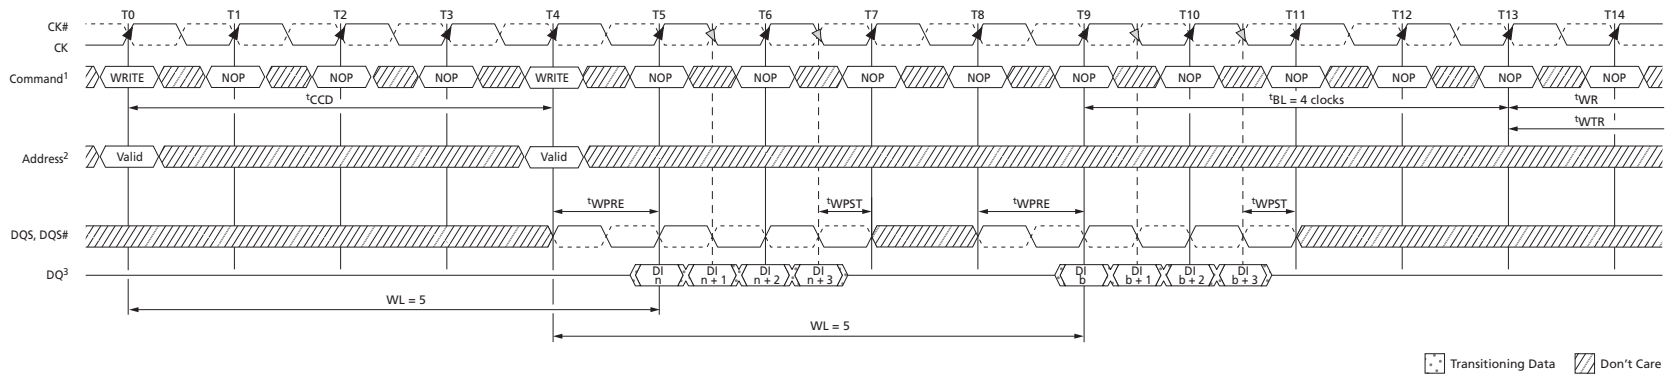 T0 T1 T2 T3 T4 T5 T6 T7 T8 T9 T10 T11 T12 T13 T14
CK#
CK
Command1 WRITE NOP NOP NOP WRITE NOP NOP NOP NOP NOP NOP NOP NOP NOP NOP
tCCD tBL = 4 clocks tWR
tWTR
Address2 Valid Valid
tWPRE tWPST tWPRE tWPST
DQS, DQS#
DQ3 DI n DI n + 1 DI n + 2 DI n + 3 DI b DI b + 1 DI b + 2 DI b + 3
WL = 5
WL = 5
Transitioning Data Don't Care